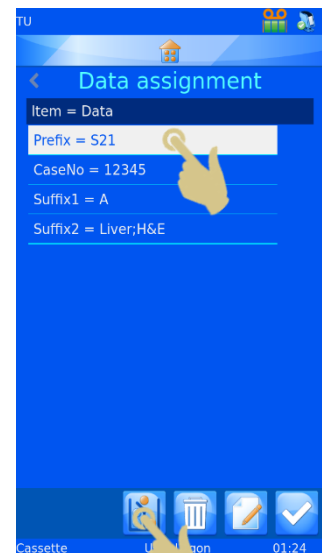 TU
Data assignment
Item = Data
Prefix = S21
CaseNo = 12345
Suffix1 = A
Suffix2 = Liver;H&E
Cassette
01:24